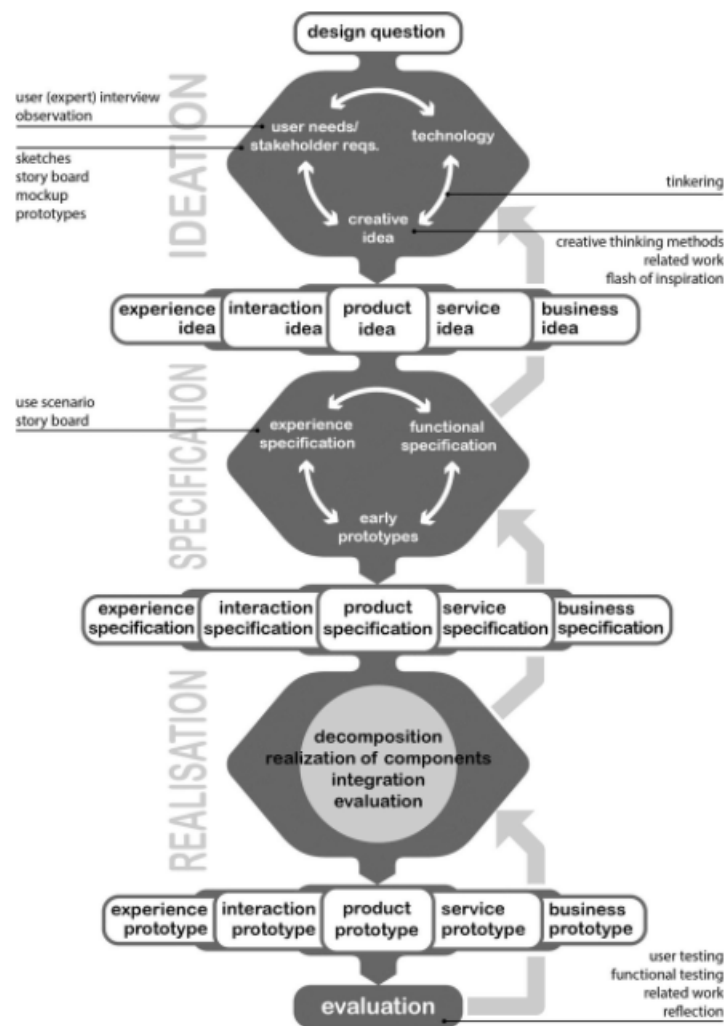 design question
IDEATION
user (expert) interview
observation
sketches
story board
mockup
prototypes
user needs/
stakeholder reqs.
technology
creative
idea
tinkering
creative thinking methods
related work
flash of inspiration
experience
idea
interaction
idea
product
idea
service
idea
business
idea
SPECIFICATION
use scenario
story board
experience
specification
functional
specification
early
prototypes
experience
specification
interaction
specification
product
specification
service
specification
business
specification
REALISATION
decomposition
realization of components
integration
evaluation
experience
prototype
interaction
prototype
product
prototype
service
prototype
business
prototype
evaluation
user testing
functional testing
related work
reflection